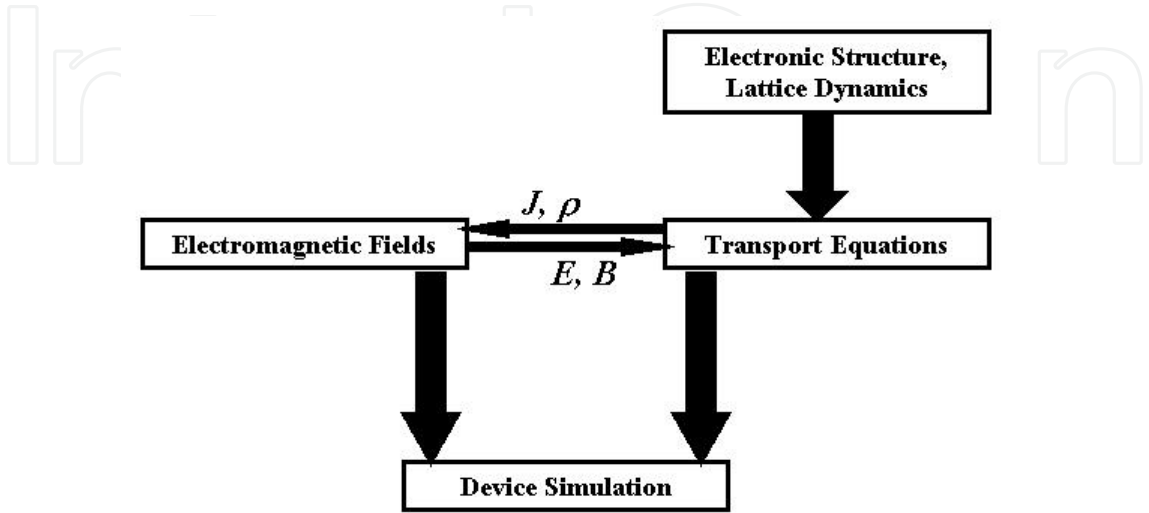 Electronic Structure,
Lattice Dynamics
J, ρ
Electromagnetic Fields
Transport Equations
E, B
Device Simulation